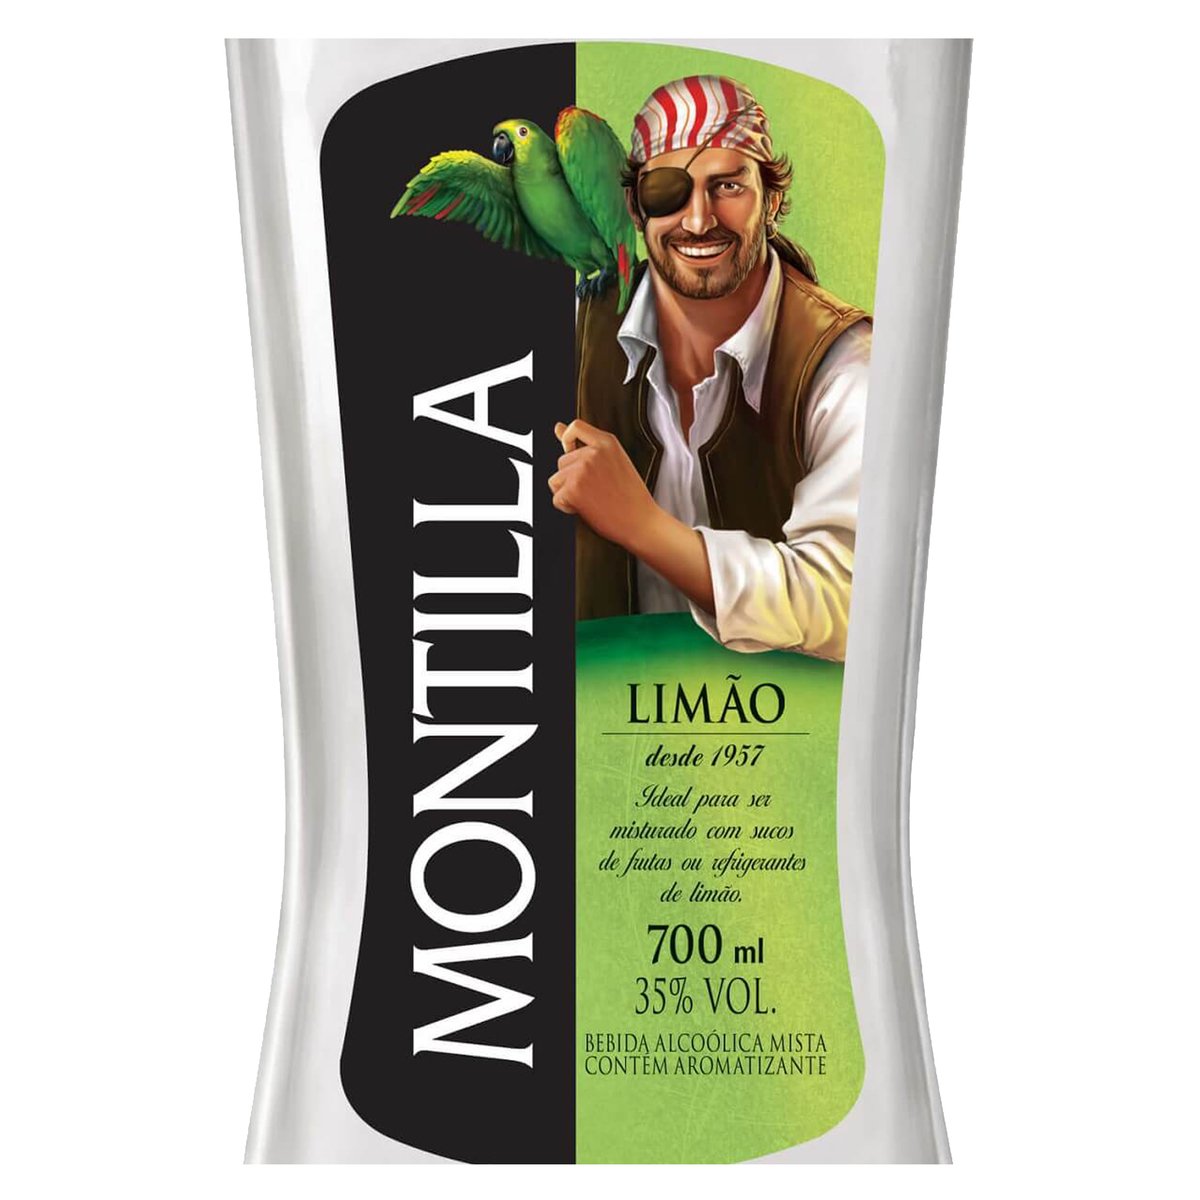 MONTILLA
LIMÃO
desde 1957
Ideal para ser
misturado com sucos
de frutas ou refrigerantes
de limão.
700 ml
35% VOL.
BEBIDA ALCOÓLICA MISTA
CONTÉM AROMATIZANTE